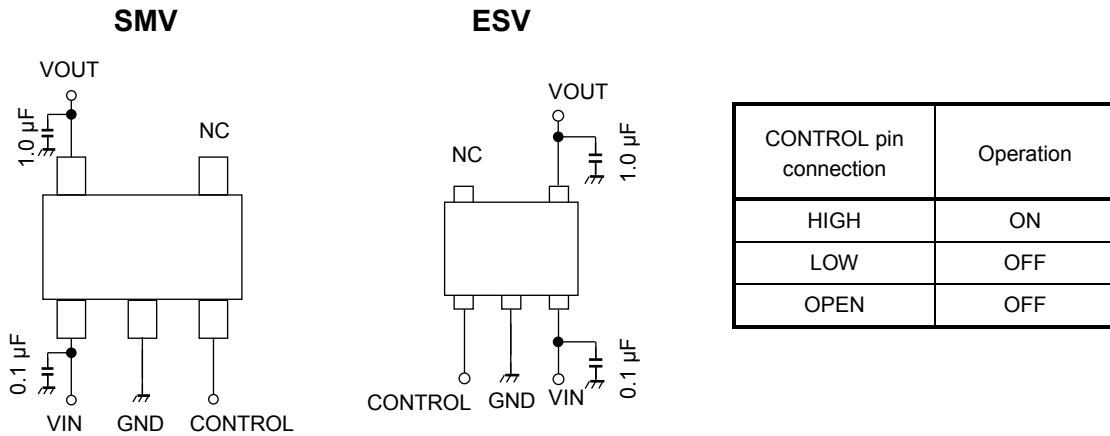 SMV
VOUT
1.0 µF
NC
0.1 µF
VIN
GND
CONTROL
ESV
VOUT
NC
1.0 µF
CONTROL
GND
VIN
0.1 µF
CONTROL pin
connection
Operation
HIGH
ON
LOW
OFF
OPEN
OFF